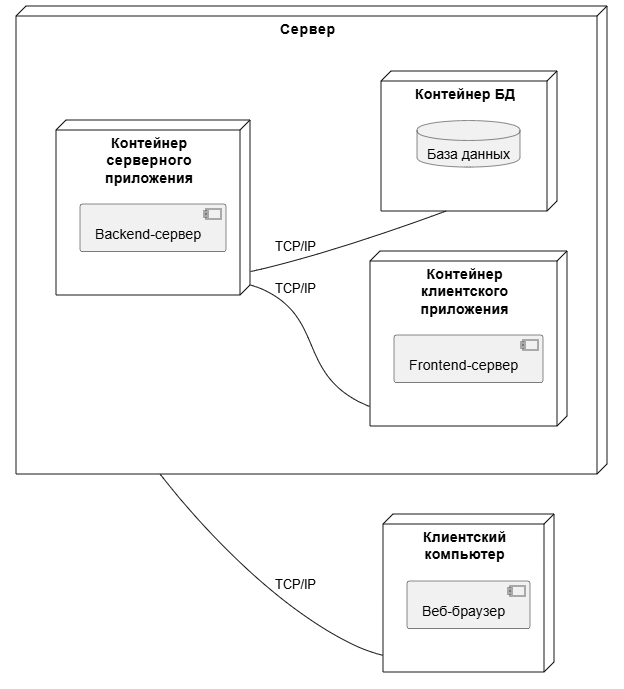 Сервер
Контейнер БД
База данных
Контейнер
серверного
приложения
Backend-сервер
TCP/IP
TCP/IP
Контейнер
клиентского
приложения
Frontend-сервер
Клиентский
компьютер
TCP/IP
Веб-браузер